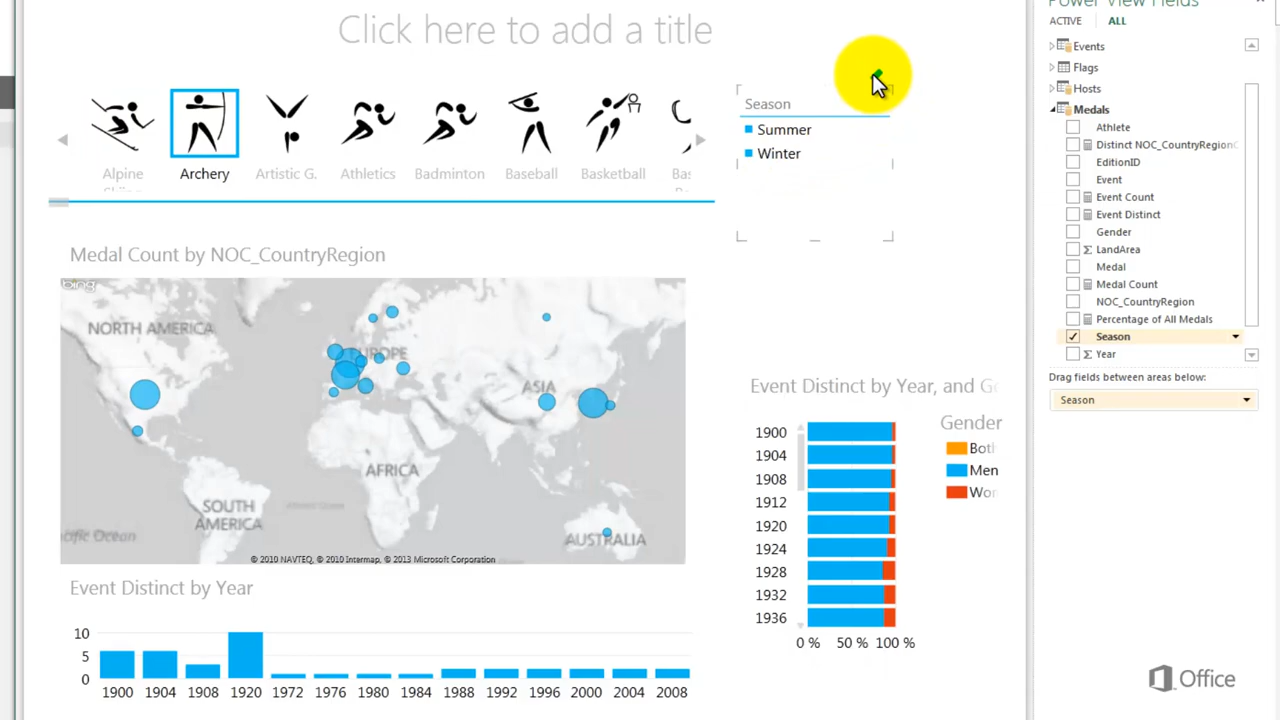 Power View Fields
ACTIVE ALL
Click here to add a title
Events
Flags
Hosts
Medals
Athlete
Distinct NOC_CountryRegion
EditionID
Event
Event Count
Event Distinct
Gender
LandArea
Medal
Medal Count
NOC_CountryRegion
Percentage of All Medals
Season
Year
Drag fields between areas below:
Season
Alpine
Archery
Artistic G.
Athletics
Badminton
Baseball
Basketball
Bas
Season
Summer
Winter
Medal Count by NOC_CountryRegion
bing
NORTH AMERICA
EUROPE
ASIA
AFRICA
SOUTH
AMERICA
AUSTRALIA
acific Ocean
© 2010 NAVTEQ, © 2010 Intermap, © 2013 Microsoft Corporation
Event Distinct by Year, and Ge
Gender
Both
Men
Wor
1900
1904
1908
1912
1920
1924
1928
1932
1936
0 % 50 % 100 %
Event Distinct by Year
10
5
0
1900 1904 1908 1920 1972 1976 1980 1984 1988 1992 1996 2000 2004 2008
Office